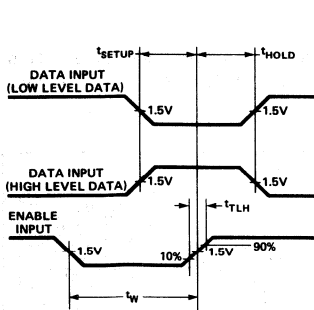 tSETUP
tHOLD
DATA INPUT
(LOW LEVEL DATA)
1.5V
1.5V
DATA INPUT
(HIGH LEVEL DATA)
1.5V
1.5V
tTLH
ENABLE
INPUT
1.5V
10%
1.5V
90%
tW